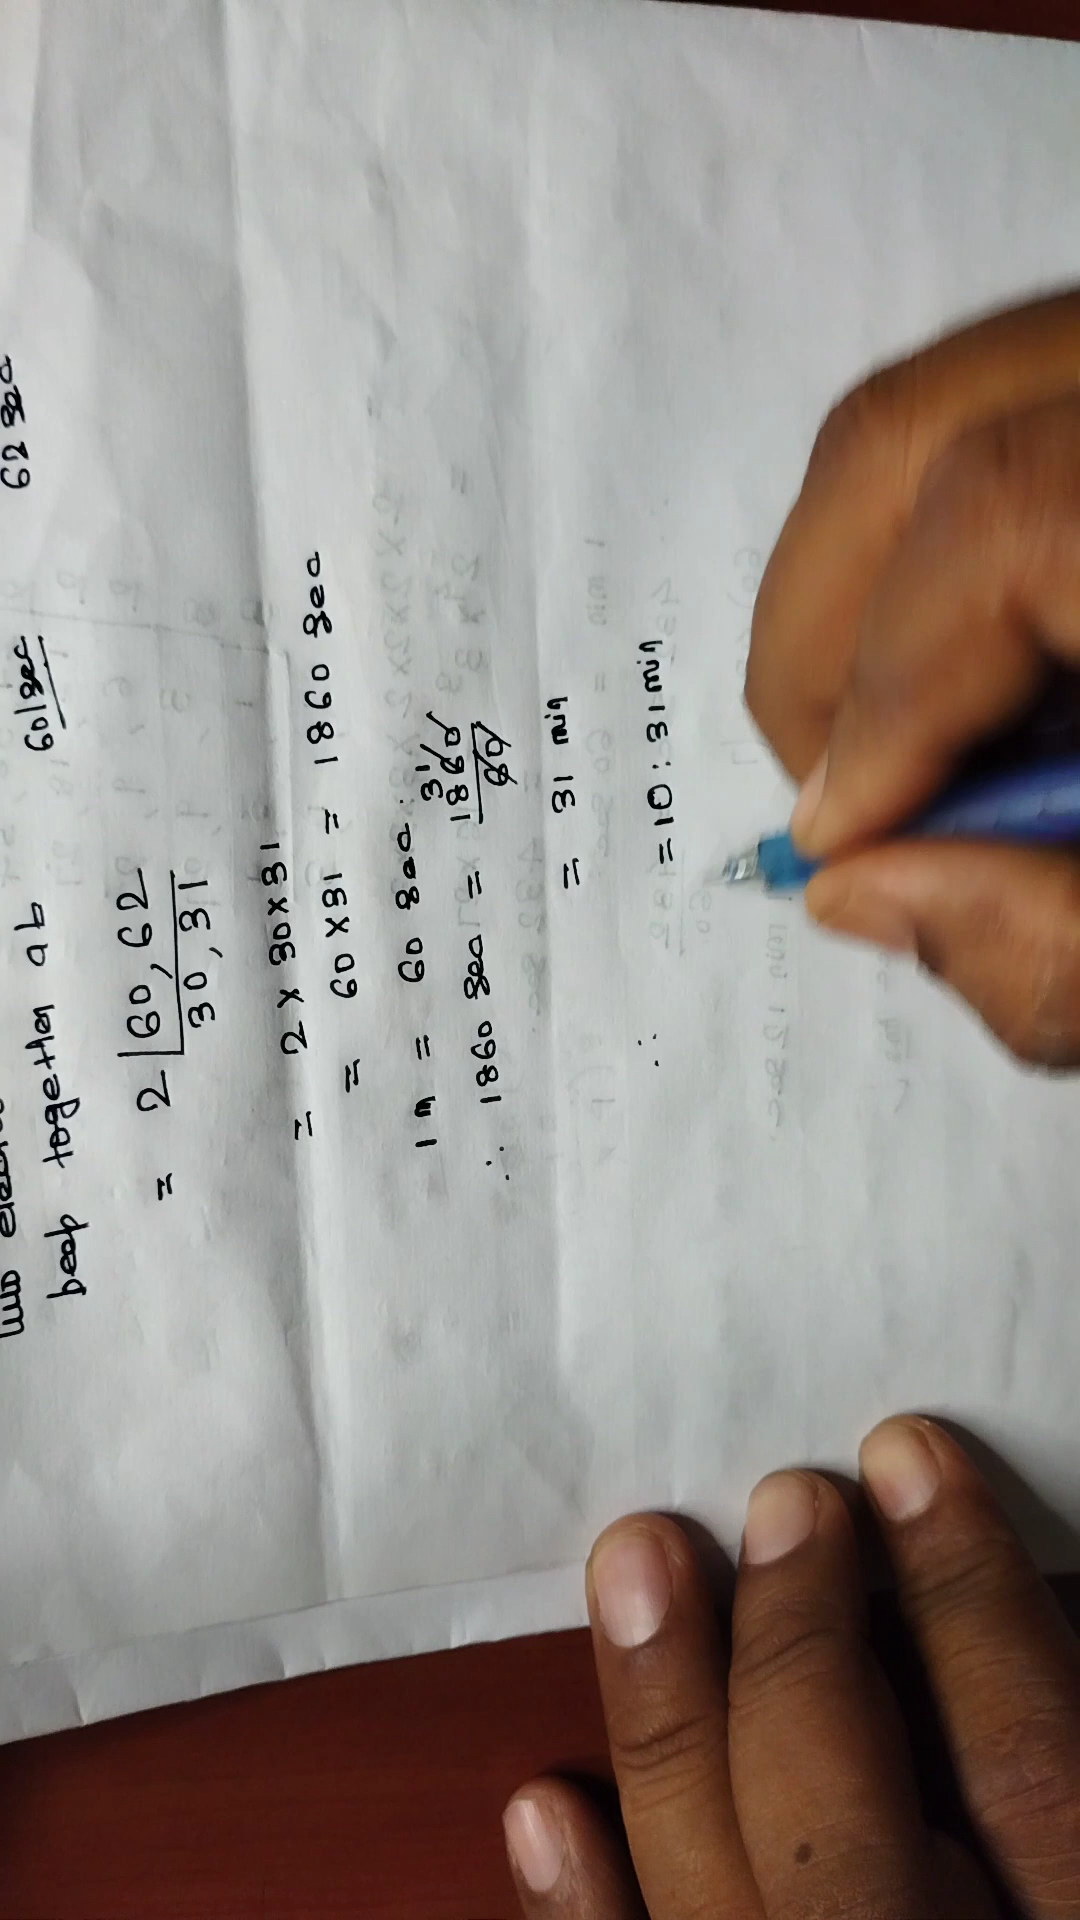 60/sec 62 sec
beep together at
= 2 | 60, 62
30, 31
= 2 x 30 x 31
= 60 x 31 = 1860 sec
1 m = 60 sec.
31
∴ 1860 sec = 1860
60
= 31 min
∴ = 10 : 31 min